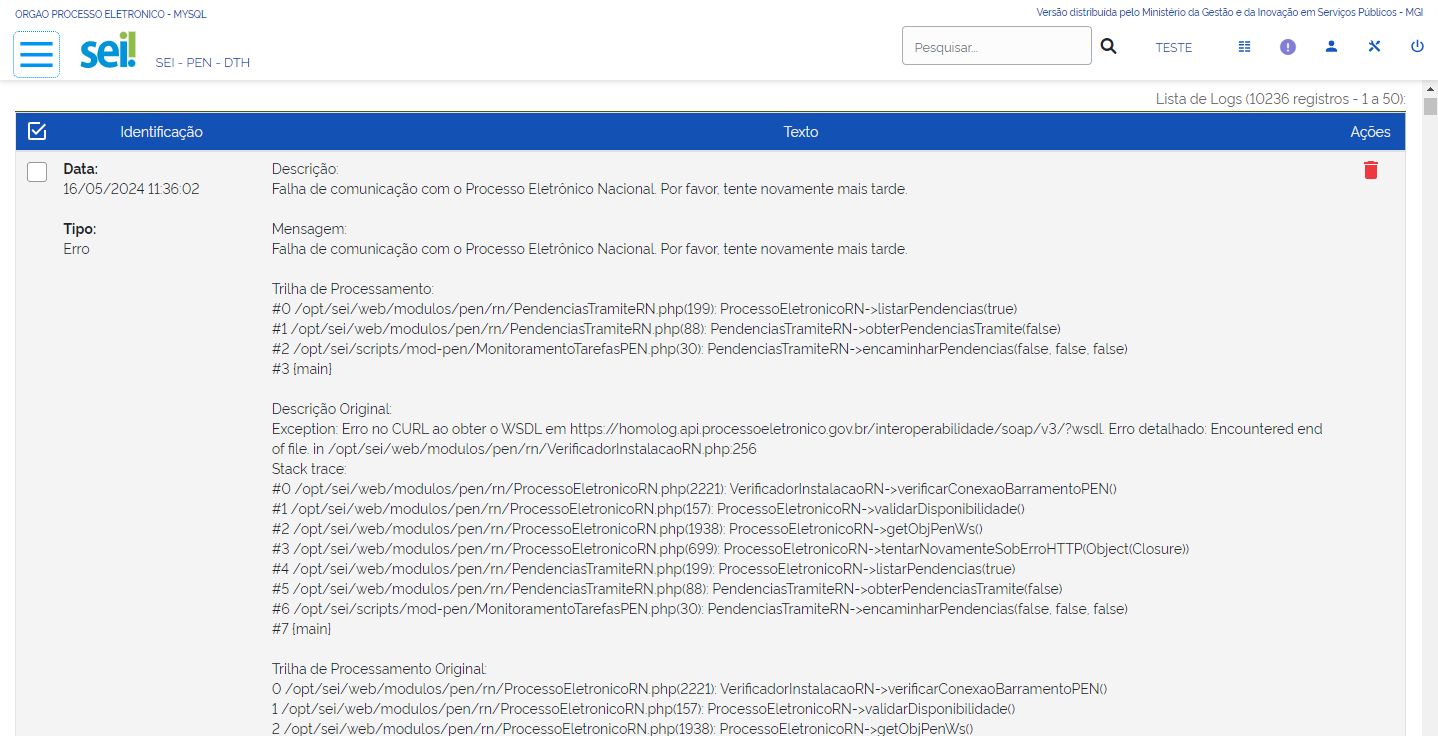 ORGAO PROCESSO ELETRONICO - MYSQL
Versão distribuída pelo Ministério da Gestão e da Inovação em Serviços Públicos - MGI
sei!
SEI - PEN - DTH
Pesquisar...
TESTE
Lista de Logs (10236 registros - 1 a 50):
Identificação Texto Ações
Data:
16/05/2024 11:36:02
Tipo:
Erro
Descrição:
Falha de comunicação com o Processo Eletrônico Nacional. Por favor, tente novamente mais tarde.
Mensagem:
Falha de comunicação com o Processo Eletrônico Nacional. Por favor, tente novamente mais tarde.
Trilha de Processamento:
#0 /opt/sei/web/modulos/pen/rn/PendenciasTramiteRN.php(199): ProcessoEletronicoRN->listarPendencias(true)
#1 /opt/sei/web/modulos/pen/rn/PendenciasTramiteRN.php(88): PendenciasTramiteRN->obterPendenciasTramite(false)
#2 /opt/sei/scripts/mod-pen/MonitoramentoTarefasPEN.php(30): PendenciasTramiteRN->encaminharPendencias(false, false, false)
#3 {main}
Descrição Original:
Exception: Erro no CURL ao obter o WSDL em https://homolog.api.processoeletronico.gov.br/interoperabilidade/soap/v3/?wsdl. Erro detalhado: Encountered end
of file. in /opt/sei/web/modulos/pen/rn/VerificadorInstalacaoRN.php:256
Stack trace:
#0 /opt/sei/web/modulos/pen/rn/ProcessoEletronicoRN.php(2221): VerificadorInstalacaoRN->verificarConexaoBarramentoPEN()
#1 /opt/sei/web/modulos/pen/rn/ProcessoEletronicoRN.php(157): ProcessoEletronicoRN->validarDisponibilidade()
#2 /opt/sei/web/modulos/pen/rn/ProcessoEletronicoRN.php(1938): ProcessoEletronicoRN->getObjPenWs()
#3 /opt/sei/web/modulos/pen/rn/ProcessoEletronicoRN.php(699): ProcessoEletronicoRN->tentarNovamenteSobErroHTTP(Object(Closure))
#4 /opt/sei/web/modulos/pen/rn/PendenciasTramiteRN.php(199): ProcessoEletronicoRN->listarPendencias(true)
#5 /opt/sei/web/modulos/pen/rn/PendenciasTramiteRN.php(88): PendenciasTramiteRN->obterPendenciasTramite(false)
#6 /opt/sei/scripts/mod-pen/MonitoramentoTarefasPEN.php(30): PendenciasTramiteRN->encaminharPendencias(false, false, false)
#7 {main}
Trilha de Processamento Original:
0 /opt/sei/web/modulos/pen/rn/ProcessoEletronicoRN.php(2221): VerificadorInstalacaoRN->verificarConexaoBarramentoPEN()
1 /opt/sei/web/modulos/pen/rn/ProcessoEletronicoRN.php(157): ProcessoEletronicoRN->validarDisponibilidade()
2 /opt/sei/web/modulos/pen/rn/ProcessoEletronicoRN.php(1938): ProcessoEletronicoRN->getObjPenWs()